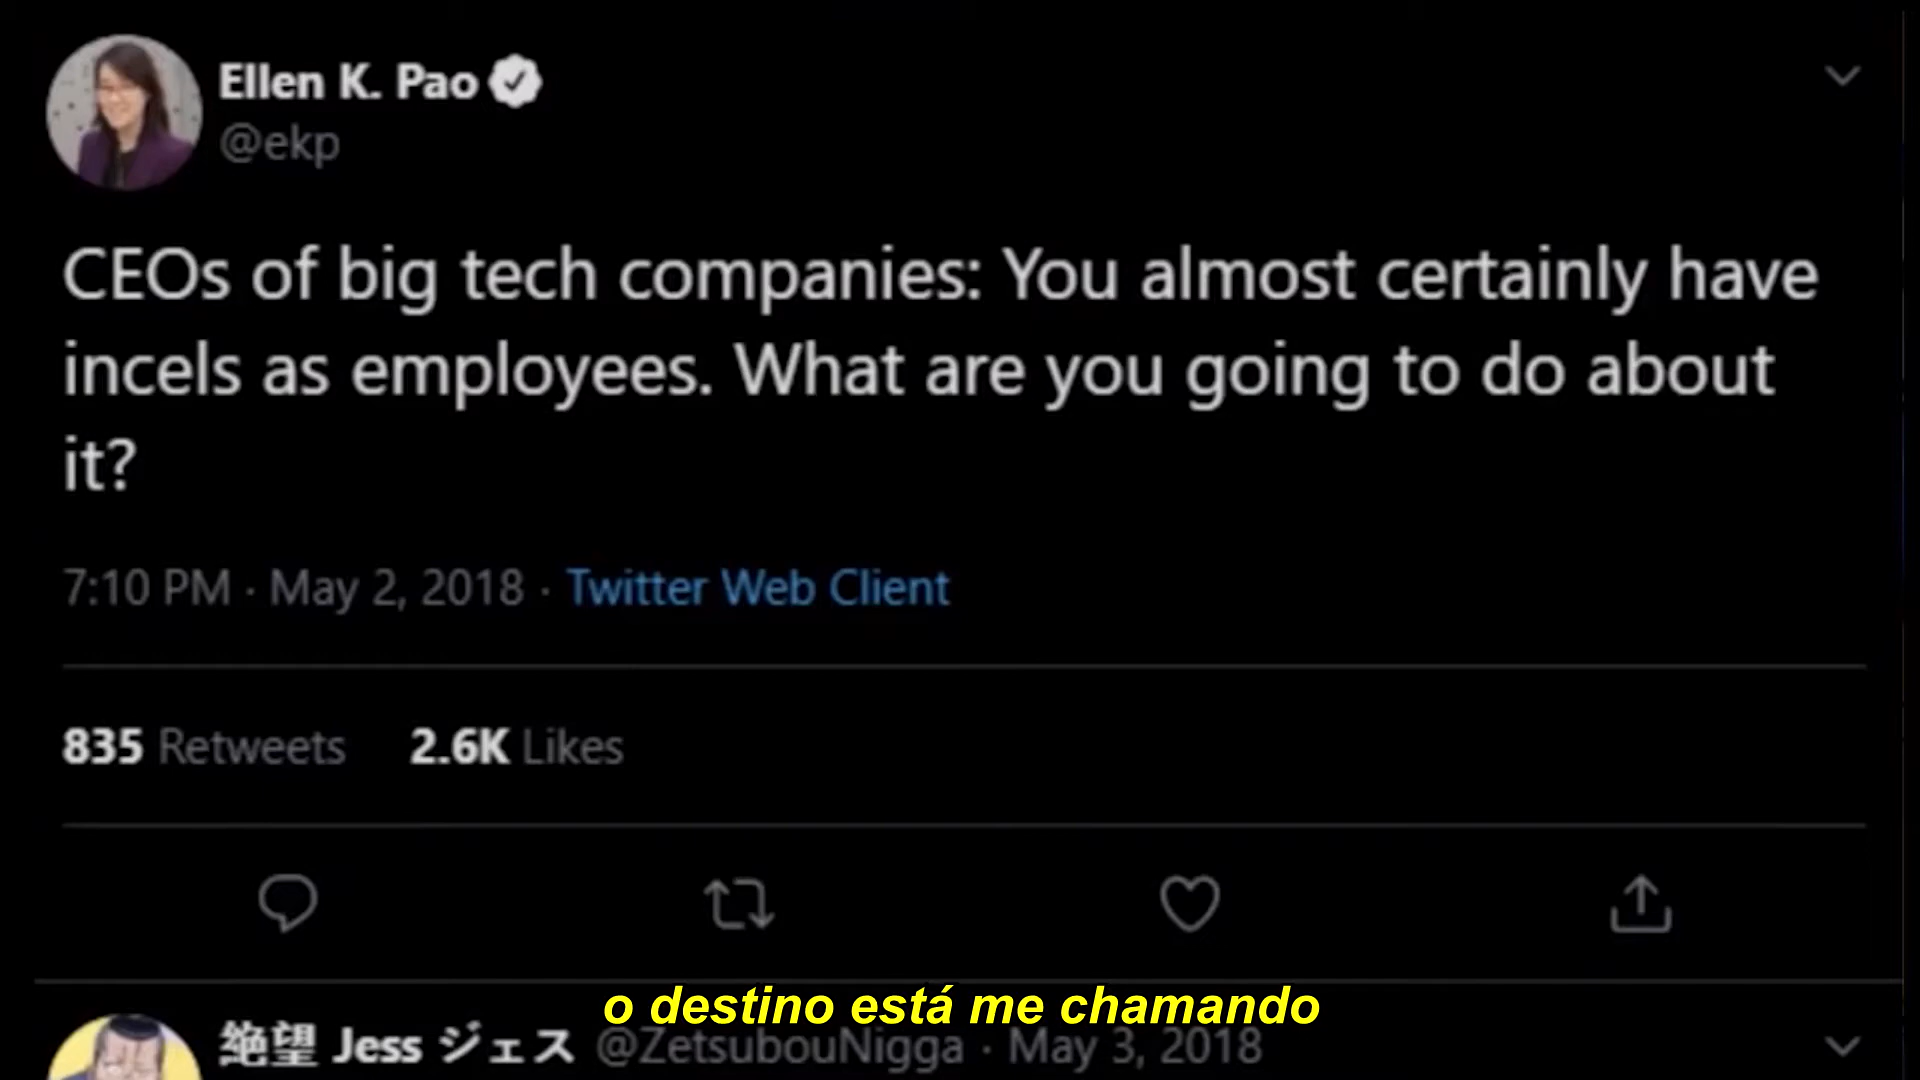 Ellen K. Pao
@ekp
CEOs of big tech companies: You almost certainly have
incels as employees. What are you going to do about
it?
7:10 PM · May 2, 2018 · Twitter Web Client
835 Retweets 2.6K Likes
o destino está me chamando
絶望 Jess ジェス @ZetsubouNigga · May 3, 2018